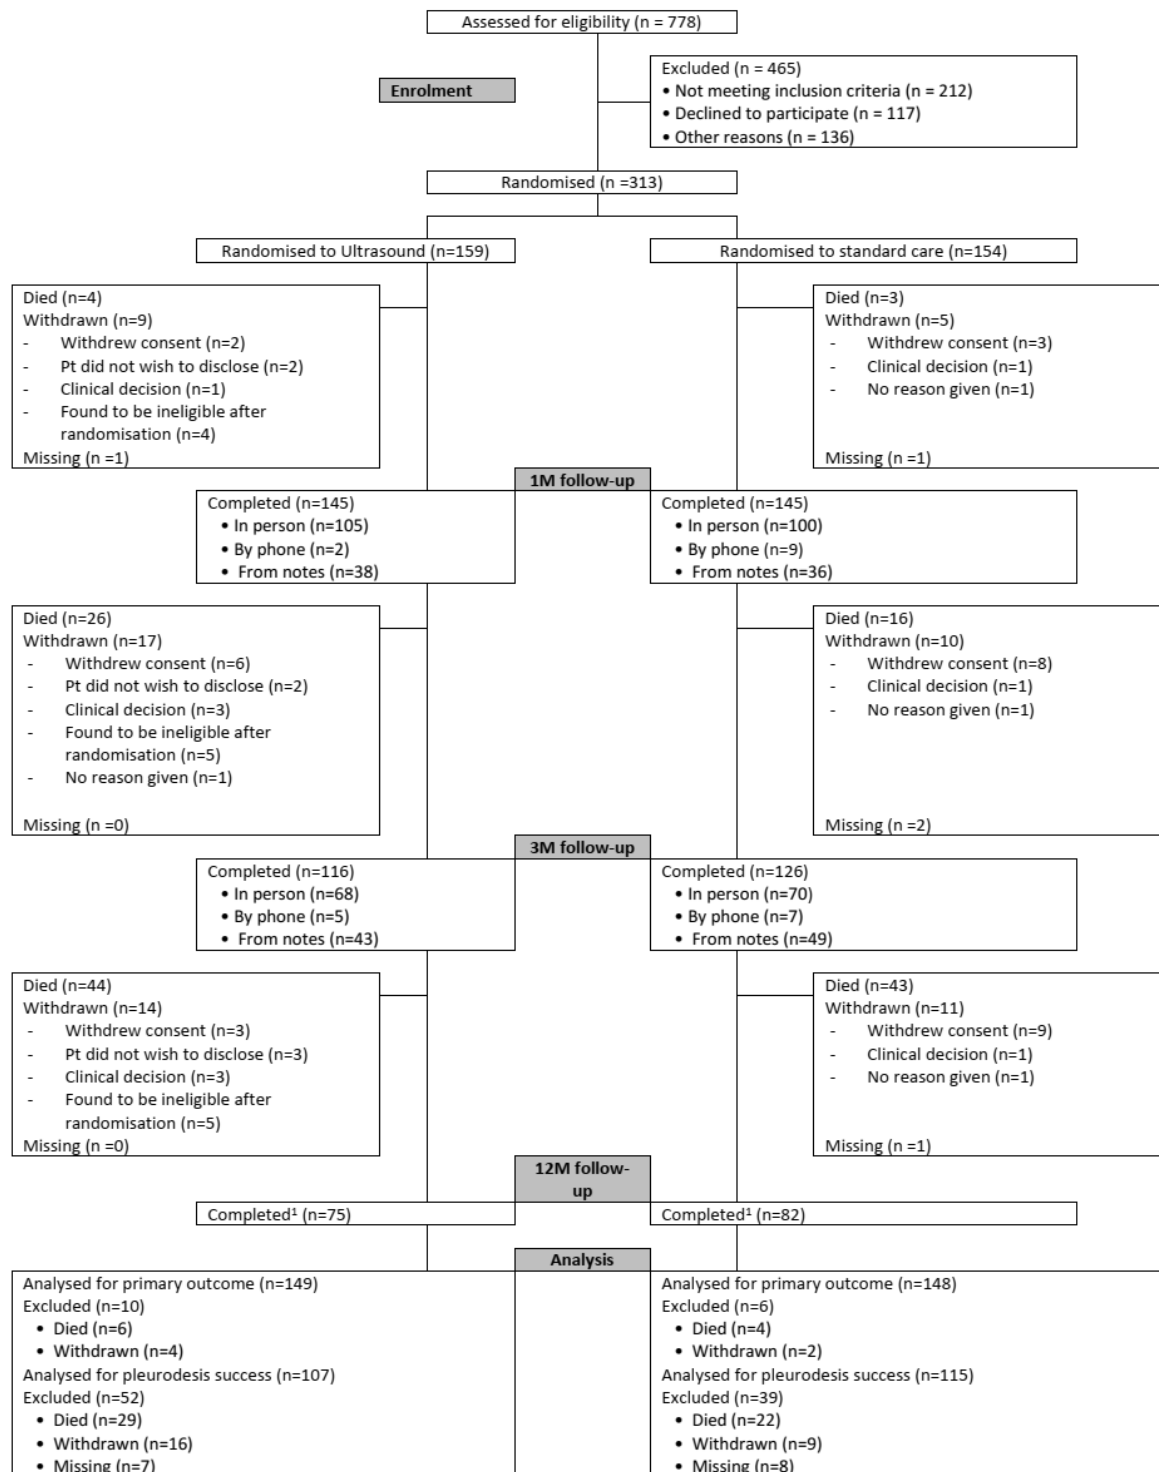 Assessed for eligibility (n = 778)
Enrolment
Excluded (n = 465)
• Not meeting inclusion criteria (n = 212)
• Declined to participate (n = 117)
• Other reasons (n = 136)
Randomised (n =313)
Randomised to Ultrasound (n=159)
Randomised to standard care (n=154)
Died (n=4)
Withdrawn (n=9)
- Withdrew consent (n=2)
- Pt did not wish to disclose (n=2)
- Clinical decision (n=1)
- Found to be ineligible after
randomisation (n=4)
Missing (n =1)
Died (n=3)
Withdrawn (n=5)
- Withdrew consent (n=3)
- Clinical decision (n=1)
- No reason given (n=1)
Missing (n =1)
1M follow-up
Completed (n=145)
• In person (n=105)
• By phone (n=2)
• From notes (n=38)
Completed (n=145)
• In person (n=100)
• By phone (n=9)
• From notes (n=36)
Died (n=26)
Withdrawn (n=17)
- Withdrew consent (n=6)
- Pt did not wish to disclose (n=2)
- Clinical decision (n=3)
- Found to be ineligible after
randomisation (n=5)
- No reason given (n=1)
Missing (n =0)
Died (n=16)
Withdrawn (n=10)
- Withdrew consent (n=8)
- Clinical decision (n=1)
- No reason given (n=1)
Missing (n =2)
3M follow-up
Completed (n=116)
• In person (n=68)
• By phone (n=5)
• From notes (n=43)
Completed (n=126)
• In person (n=70)
• By phone (n=7)
• From notes (n=49)
Died (n=44)
Withdrawn (n=14)
- Withdrew consent (n=3)
- Pt did not wish to disclose (n=3)
- Clinical decision (n=3)
- Found to be ineligible after
randomisation (n=5)
Missing (n =0)
Died (n=43)
Withdrawn (n=11)
- Withdrew consent (n=9)
- Clinical decision (n=1)
- No reason given (n=1)
Missing (n =1)
12M follow-
up
Completed¹ (n=75)
Completed¹ (n=82)
Analysis
Analysed for primary outcome (n=149)
Excluded (n=10)
• Died (n=6)
• Withdrawn (n=4)
Analysed for pleurodesis success (n=107)
Excluded (n=52)
• Died (n=29)
• Withdrawn (n=16)
• Missing (n=7)
Analysed for primary outcome (n=148)
Excluded (n=6)
• Died (n=4)
• Withdrawn (n=2)
Analysed for pleurodesis success (n=115)
Excluded (n=39)
• Died (n=22)
• Withdrawn (n=9)
• Missing (n=8)